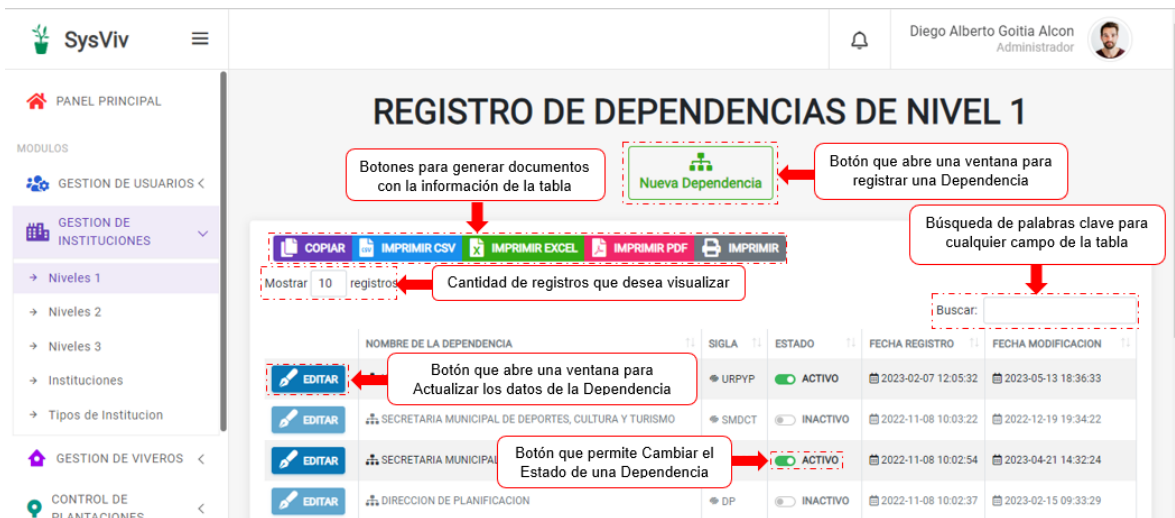 SysViv
Diego Alberto Goitia Alcon
Administrador
PANEL PRINCIPAL
MODULOS
GESTION DE USUARIOS
GESTION DE
INSTITUCIONES
Niveles 1
Niveles 2
Niveles 3
Instituciones
Tipos de Institucion
GESTION DE VIVEROS
CONTROL DE
PLANTACIONES
REGISTRO DE DEPENDENCIAS DE NIVEL 1
Botones para generar documentos
con la información de la tabla
Nueva Dependencia
Botón que abre una ventana para
registrar una Dependencia
Búsqueda de palabras clave para
cualquier campo de la tabla
COPIAR IMPRIMIR CSV IMPRIMIR EXCEL IMPRIMIR PDF IMPRIMIR
Mostrar 10 registros
Cantidad de registros que desea visualizar
Buscar:
NOMBRE DE LA DEPENDENCIA SIGLA ESTADO FECHA REGISTRO FECHA MODIFICACION
Botón que abre una ventana para
Actualizar los datos de la Dependencia
EDITAR URPYP ACTIVO 2023-02-07 12:05:32 2023-05-13 18:36:33
EDITAR SECRETARIA MUNICIPAL DE DEPORTES, CULTURA Y TURISMO SMDCT INACTIVO 2022-11-08 10:03:22 2022-12-19 19:34:22
Botón que permite Cambiar el
Estado de una Dependencia
EDITAR SECRETARIA MUNICIPAL ACTIVO 2022-11-08 10:02:54 2023-04-21 14:32:24
EDITAR DIRECCION DE PLANIFICACION DP INACTIVO 2022-11-08 10:02:37 2023-02-15 09:33:29